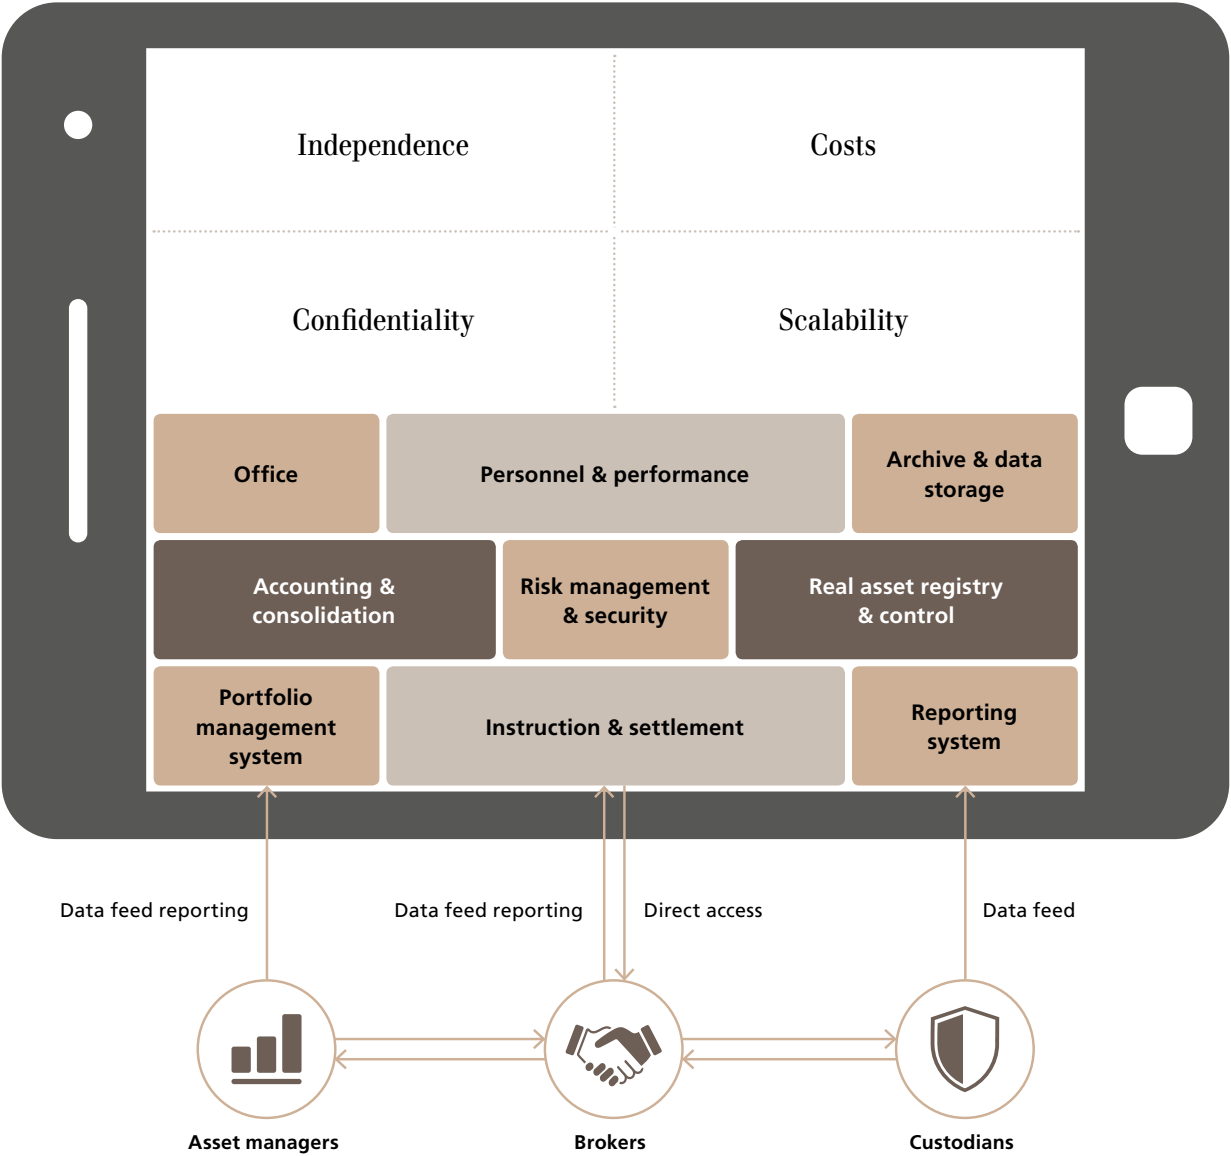 Independence
Costs
Confidentiality
Scalability
Office
Personnel & performance
Archive & data
storage
Accounting &
consolidation
Risk management
& security
Real asset registry
& control
Portfolio
management
system
Instruction & settlement
Reporting
system
Data feed reporting
Data feed reporting
Direct access
Data feed
Asset managers
Brokers
Custodians